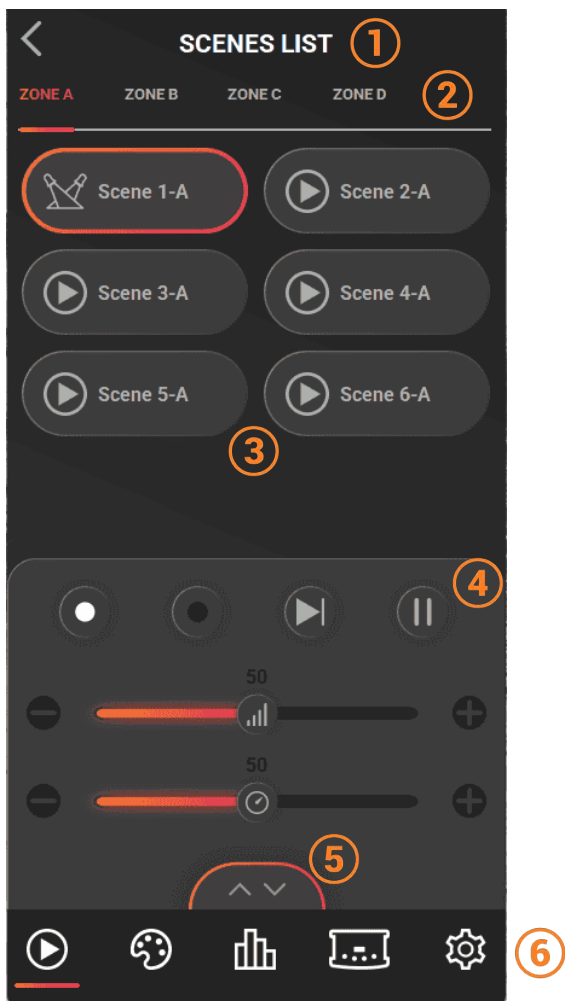 SCENES LIST 1
ZONE A ZONE B ZONE C ZONE D 2
Scene 1-A Scene 2-A
Scene 3-A Scene 4-A
Scene 5-A Scene 6-A
3
4
50
50
5
6